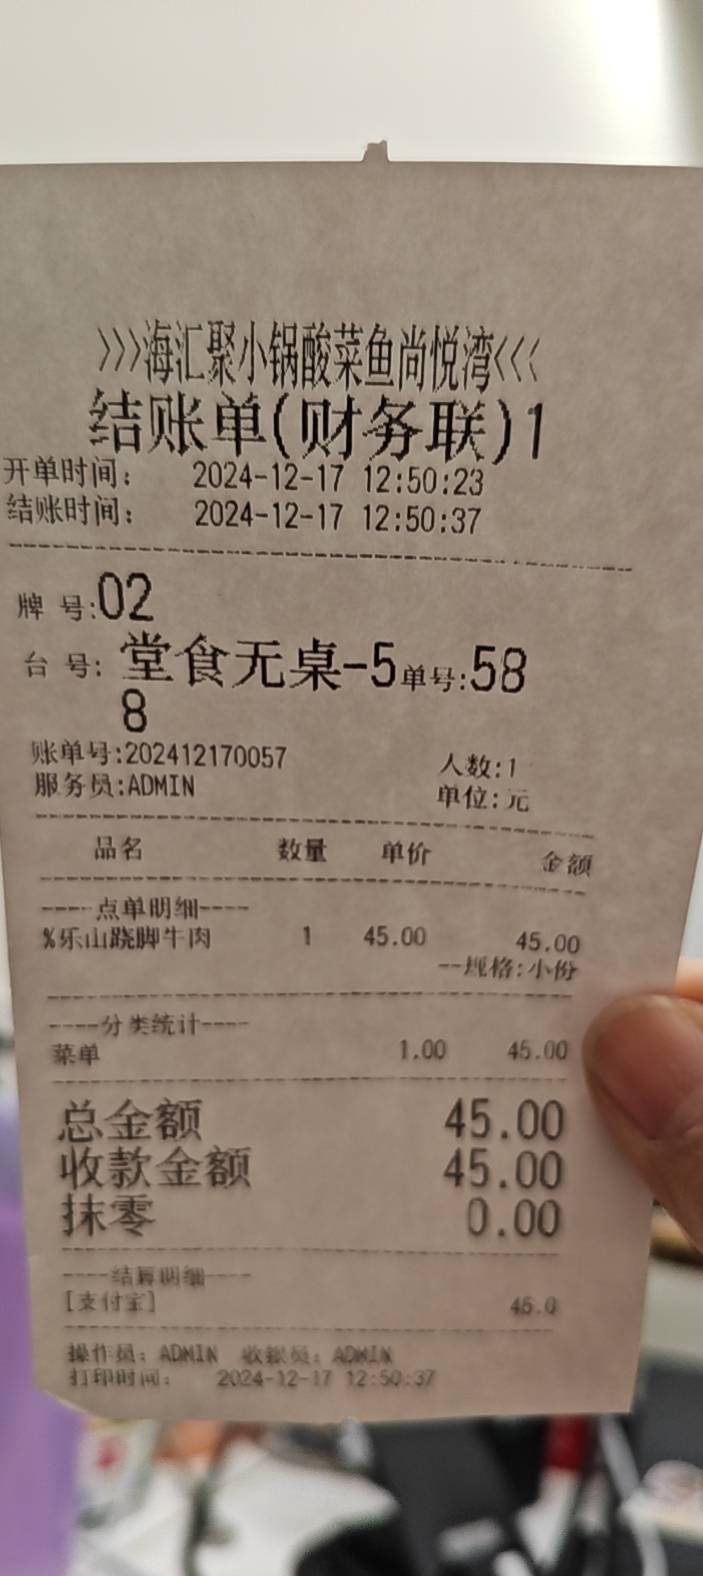 >>>海汇聚小锅酸菜鱼尚悦湾<<<
结账单(财务联)1
开单时间: 2024-12-17 12:50:23
结账时间: 2024-12-17 12:50:37
牌 号:02
台 号: 堂食无桌-5单号:58
8
账单号:202412170057 人数:1
服务员:ADMIN 单位:元
品名 数量 单价 金额
----点单明细----
%乐山跷脚牛肉 1 45.00 45.00
--规格:小份
----分类统计----
菜单 1.00 45.00
总金额 45.00
收款金额 45.00
抹零 0.00
----结算明细----
[支付宝] 45.0
操作员: ADMIN 收银员: ADMIN
打印时间: 2024-12-17 12:50:37